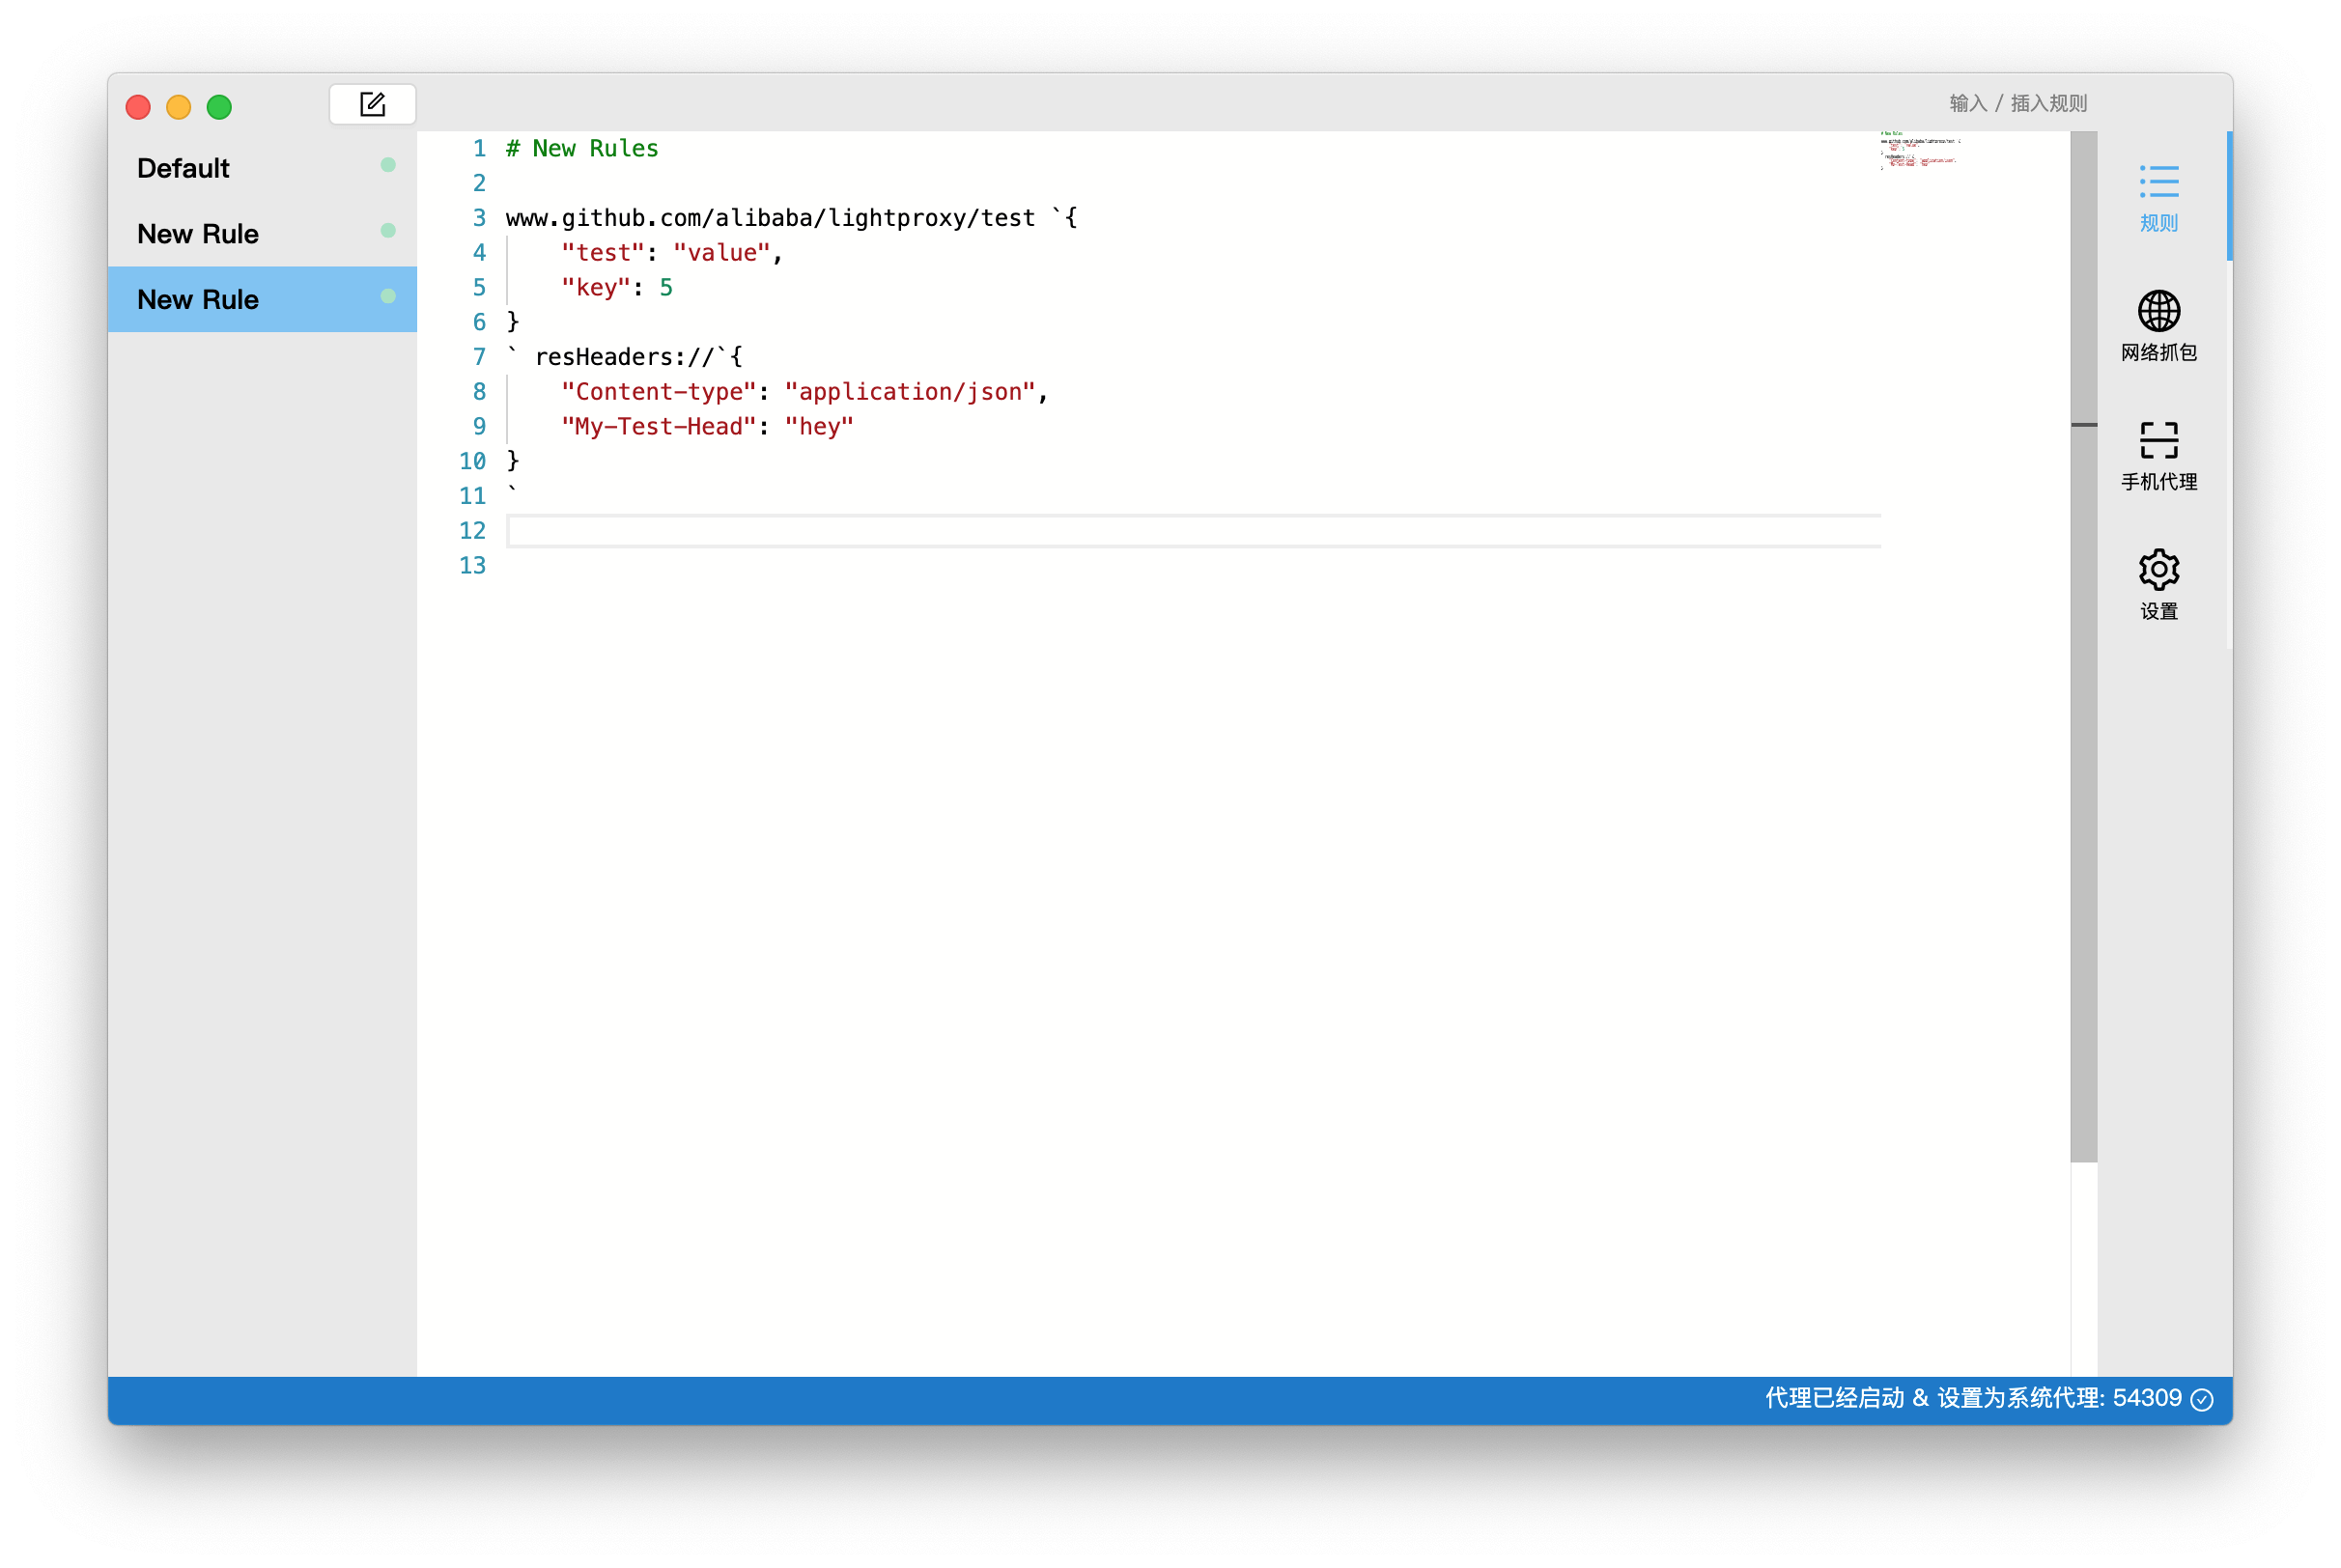 输入 / 插入规则
Default
New Rule
New Rule
1 # New Rules
2
3 www.github.com/alibaba/lightproxy/test `{
4     "test": "value",
5     "key": 5
6 }
7 ` resHeaders://`{
8     "Content-type": "application/json",
9     "My-Test-Head": "hey"
10 }
11 `
12
13
规则
网络抓包
手机代理
设置
代理已经启动 & 设置为系统代理: 54309